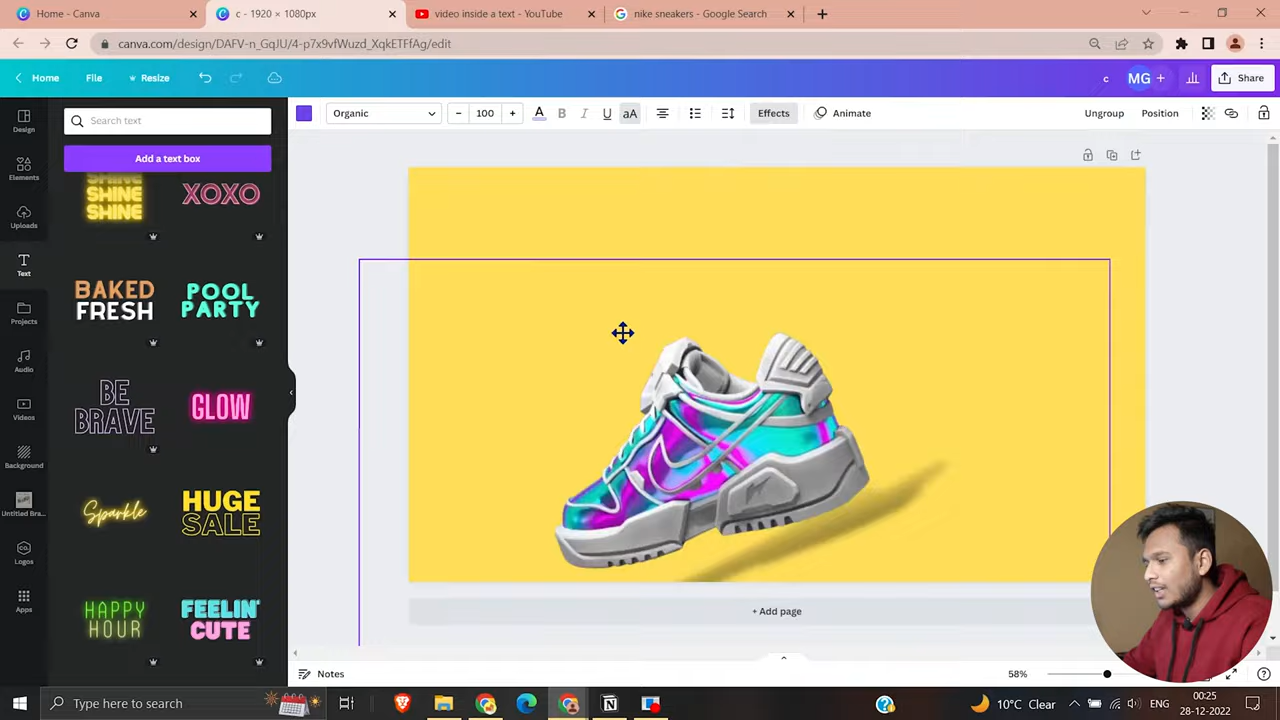 Home - Canva
c - 1920 × 1080px
video inside a text - YouTube
nike sneakers - Google Search
canva.com/design/DAFV-n_GqJU/4-p7x9vfWuzd_XqkETFfAg/edit
Home
File
Resize
c
MG
Share
Search text
Organic
100
A
B
I
U
aA
Effects
Animate
Ungroup
Position
Add a text box
Design
Elements
Uploads
Text
Projects
Audio
Videos
Background
Untitled Bra...
Logos
Apps
SHINE
SHINE
SHINE
XOXO
BAKED
FRESH
POOL
PARTY
BE
BRAVE
GLOW
Sparkle
HUGE
SALE
HAPPY
HOUR
FEELIN'
CUTE
+ Add page
Notes
58%
Type here to search
10°C Clear
ENG
00:25
28-12-2022